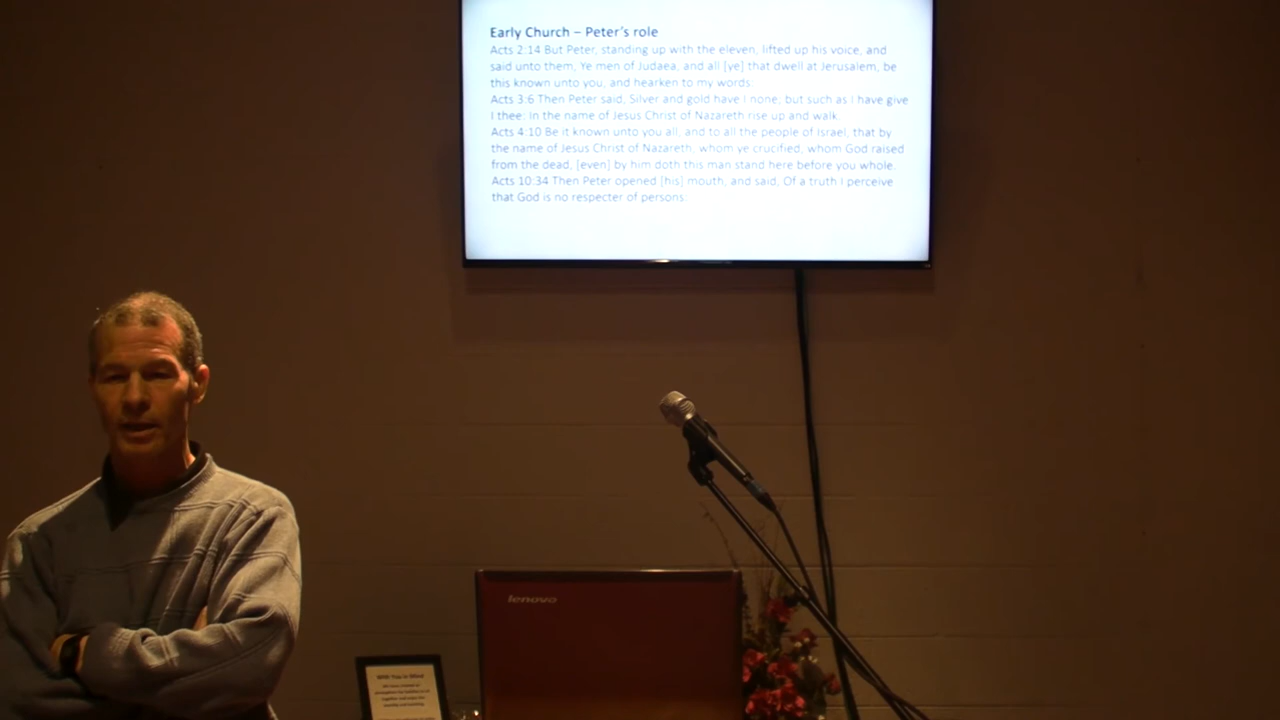 Early Church – Peter's role
Acts 2:14 But Peter, standing up with the eleven, lifted up his voice, and
said unto them, Ye men of Judaea, and all [ye] that dwell at Jerusalem, be
this known unto you, and hearken to my words:
Acts 3:6 Then Peter said, Silver and gold have I none; but such as I have give
I thee: In the name of Jesus Christ of Nazareth rise up and walk.
Acts 4:10 Be it known unto you all, and to all the people of Israel, that by
the name of Jesus Christ of Nazareth, whom ye crucified, whom God raised
from the dead, [even] by him doth this man stand here before you whole.
Acts 10:34 Then Peter opened [his] mouth, and said, Of a truth I perceive
that God is no respecter of persons:
lenovo
With You in Mind